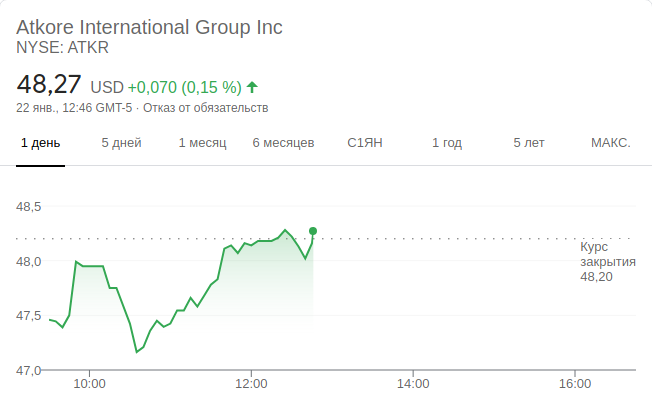 Atkore International Group Inc
NYSE: ATKR
48,27 USD +0,070 (0,15 %)
22 янв., 12:46 GMT-5 · Отказ от обязательств
1 день 5 дней 1 месяц 6 месяцев С1ЯН 1 год 5 лет МАКС.
48,5
Курс
закрытия
48,20
48,0
47,5
47,0
10:00 12:00 14:00 16:00